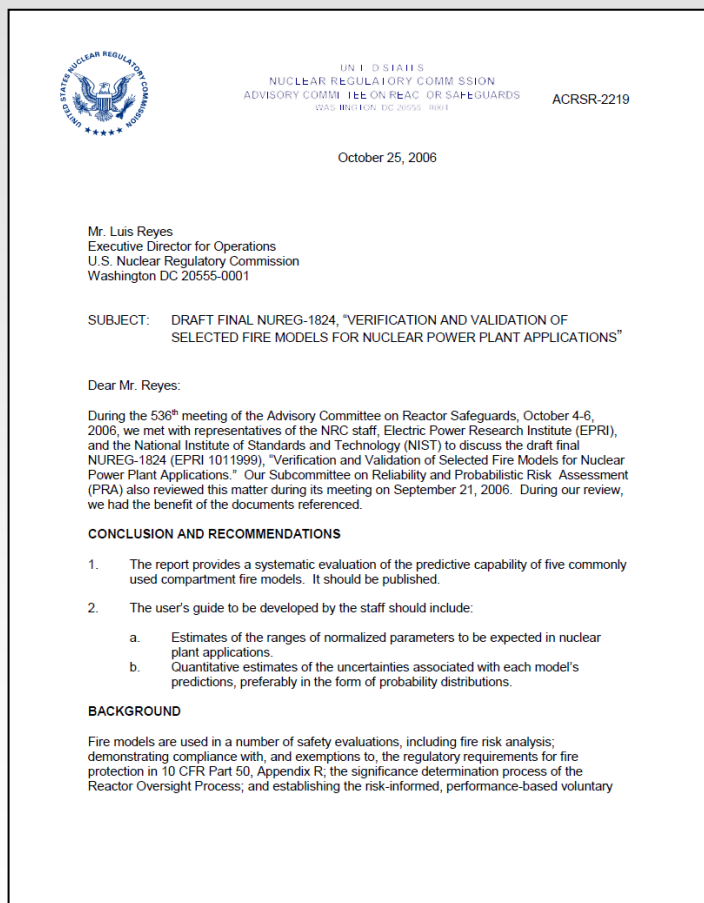 UNITED STATES NUCLEAR REGULATORY COMMISSION
UNITED STATES
NUCLEAR REGULATORY COMMISSION
ADVISORY COMMITTEE ON REACTOR SAFEGUARDS
WASHINGTON, DC 20555-0001
ACRSR-2219
October 25, 2006
Mr. Luis Reyes
Executive Director for Operations
U.S. Nuclear Regulatory Commission
Washington DC 20555-0001
SUBJECT: DRAFT FINAL NUREG-1824, “VERIFICATION AND VALIDATION OF
SELECTED FIRE MODELS FOR NUCLEAR POWER PLANT APPLICATIONS”
Dear Mr. Reyes:
During the 536th meeting of the Advisory Committee on Reactor Safeguards, October 4-6,
2006, we met with representatives of the NRC staff, Electric Power Research Institute (EPRI),
and the National Institute of Standards and Technology (NIST) to discuss the draft final
NUREG-1824 (EPRI 1011999), “Verification and Validation of Selected Fire Models for Nuclear
Power Plant Applications.” Our Subcommittee on Reliability and Probabilistic Risk Assessment
(PRA) also reviewed this matter during its meeting on September 21, 2006. During our review,
we had the benefit of the documents referenced.
CONCLUSION AND RECOMMENDATIONS
1. The report provides a systematic evaluation of the predictive capability of five commonly
used compartment fire models. It should be published.
2. The user’s guide to be developed by the staff should include:
a. Estimates of the ranges of normalized parameters to be expected in nuclear
plant applications.
b. Quantitative estimates of the uncertainties associated with each model’s
predictions, preferably in the form of probability distributions.
BACKGROUND
Fire models are used in a number of safety evaluations, including fire risk analysis;
demonstrating compliance with, and exemptions to, the regulatory requirements for fire
protection in 10 CFR Part 50, Appendix R; the significance determination process of the
Reactor Oversight Process; and establishing the risk-informed, performance-based voluntary